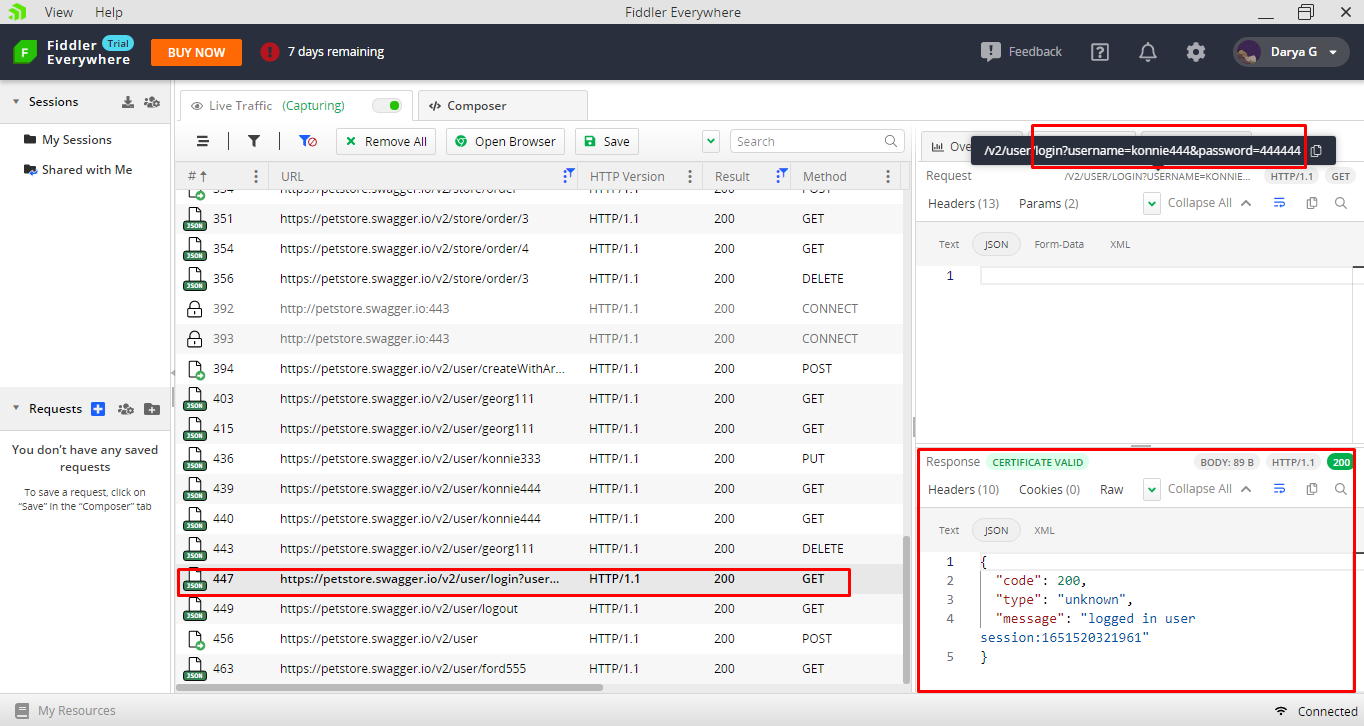 View Help Fiddler Everywhere
Fiddler Trial
Everywhere
BUY NOW
7 days remaining
Feedback
Darya G
Sessions
My Sessions
Shared with Me
Requests
You don't have any saved
requests
To save a request, click on
"Save" in the "Composer" tab
Live Traffic (Capturing)
Composer
Remove All Open Browser Save Search
# URL HTTP Version Result Method
334 https://petstore.swagger.io/v2/store/order HTTP/1.1 200 POST
351 https://petstore.swagger.io/v2/store/order/3 HTTP/1.1 200 GET
354 https://petstore.swagger.io/v2/store/order/4 HTTP/1.1 200 GET
356 https://petstore.swagger.io/v2/store/order/3 HTTP/1.1 200 DELETE
392 http://petstore.swagger.io:443 HTTP/1.1 200 CONNECT
393 http://petstore.swagger.io:443 HTTP/1.1 200 CONNECT
394 https://petstore.swagger.io/v2/user/createWithAr... HTTP/1.1 200 POST
403 https://petstore.swagger.io/v2/user/georg111 HTTP/1.1 200 GET
415 https://petstore.swagger.io/v2/user/georg111 HTTP/1.1 200 GET
436 https://petstore.swagger.io/v2/user/konnie333 HTTP/1.1 200 PUT
439 https://petstore.swagger.io/v2/user/konnie444 HTTP/1.1 200 GET
440 https://petstore.swagger.io/v2/user/konnie444 HTTP/1.1 200 GET
443 https://petstore.swagger.io/v2/user/georg111 HTTP/1.1 200 DELETE
447 https://petstore.swagger.io/v2/user/login?user... HTTP/1.1 200 GET
449 https://petstore.swagger.io/v2/user/logout HTTP/1.1 200 GET
456 https://petstore.swagger.io/v2/user HTTP/1.1 200 POST
463 https://petstore.swagger.io/v2/user/ford555 HTTP/1.1 200 GET
/v2/user/login?username=konnie444&password=444444
Request /V2/USER/LOGIN?USERNAME=KONNIE... HTTP/1.1 GET
Headers (13) Params (2) Collapse All
Text JSON Form-Data XML
1
Response CERTIFICATE VALID BODY: 89 B HTTP/1.1 200
Headers (10) Cookies (0) Raw Collapse All
Text JSON XML
1 {
2 "code": 200,
3 "type": "unknown",
4 "message": "logged in user
session:1651520321961"
5 }
My Resources
Connected